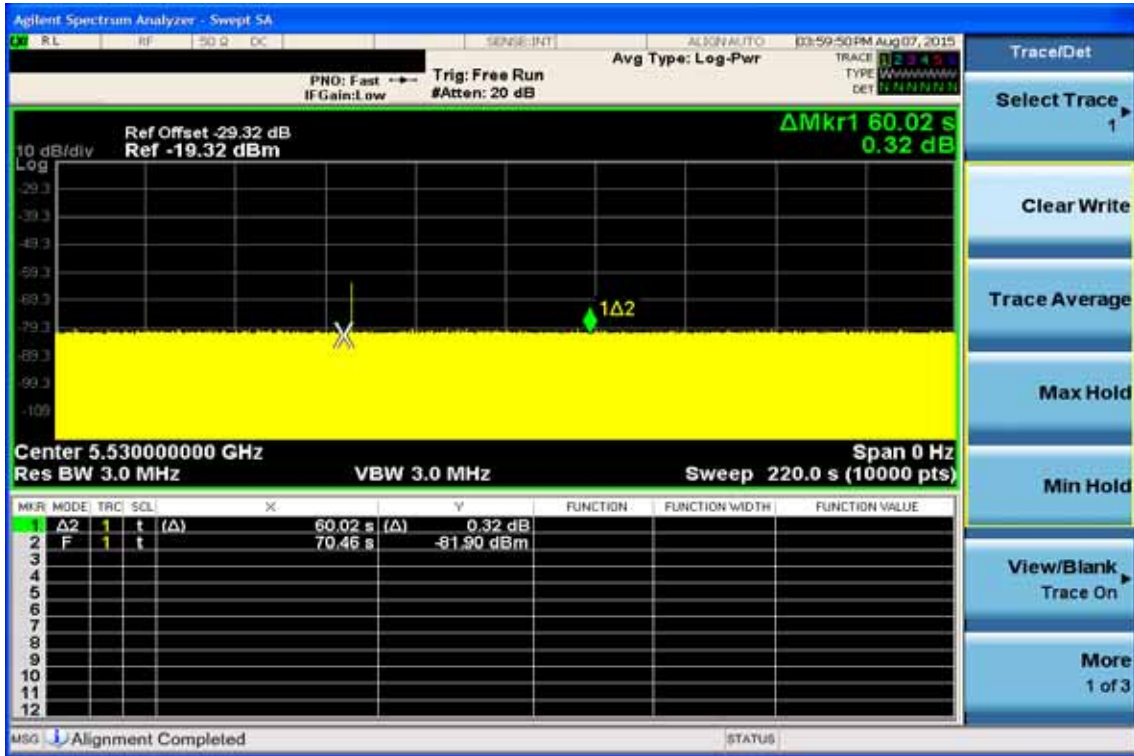 Agilent Spectrum Analyzer - Swept SA
RL RF 50 Ω DC SENSE:INT ALIGN AUTO 03:59:50 PM Aug 07, 2015
Avg Type: Log-Pwr TRACE 1 2 3 4 5 6
PNO: Fast Trig: Free Run TYPE WWWWWW
IFGain:Low #Atten: 20 dB DET N N N N N N
ΔMkr1 60.02 s
0.32 dB
Ref Offset -29.32 dB
10 dB/div Ref -19.32 dBm
Log
-29.3
-39.3
-49.3
-59.3
-69.3
1Δ2
-79.3
-89.3
-99.3
-109
Center 5.530000000 GHz Span 0 Hz
Res BW 3.0 MHz VBW 3.0 MHz Sweep 220.0 s (10000 pts)
MKR MODE TRC SCL X Y FUNCTION FUNCTION WIDTH FUNCTION VALUE
1 Δ2 1 t (Δ) 60.02 s (Δ) 0.32 dB
2 F 1 t 70.46 s -81.90 dBm
3
4
5
6
7
8
9
10
11
12
MSG Alignment Completed STATUS
Trace/Det
Select Trace
1
Clear Write
Trace Average
Max Hold
Min Hold
View/Blank
Trace On
More
1 of 3